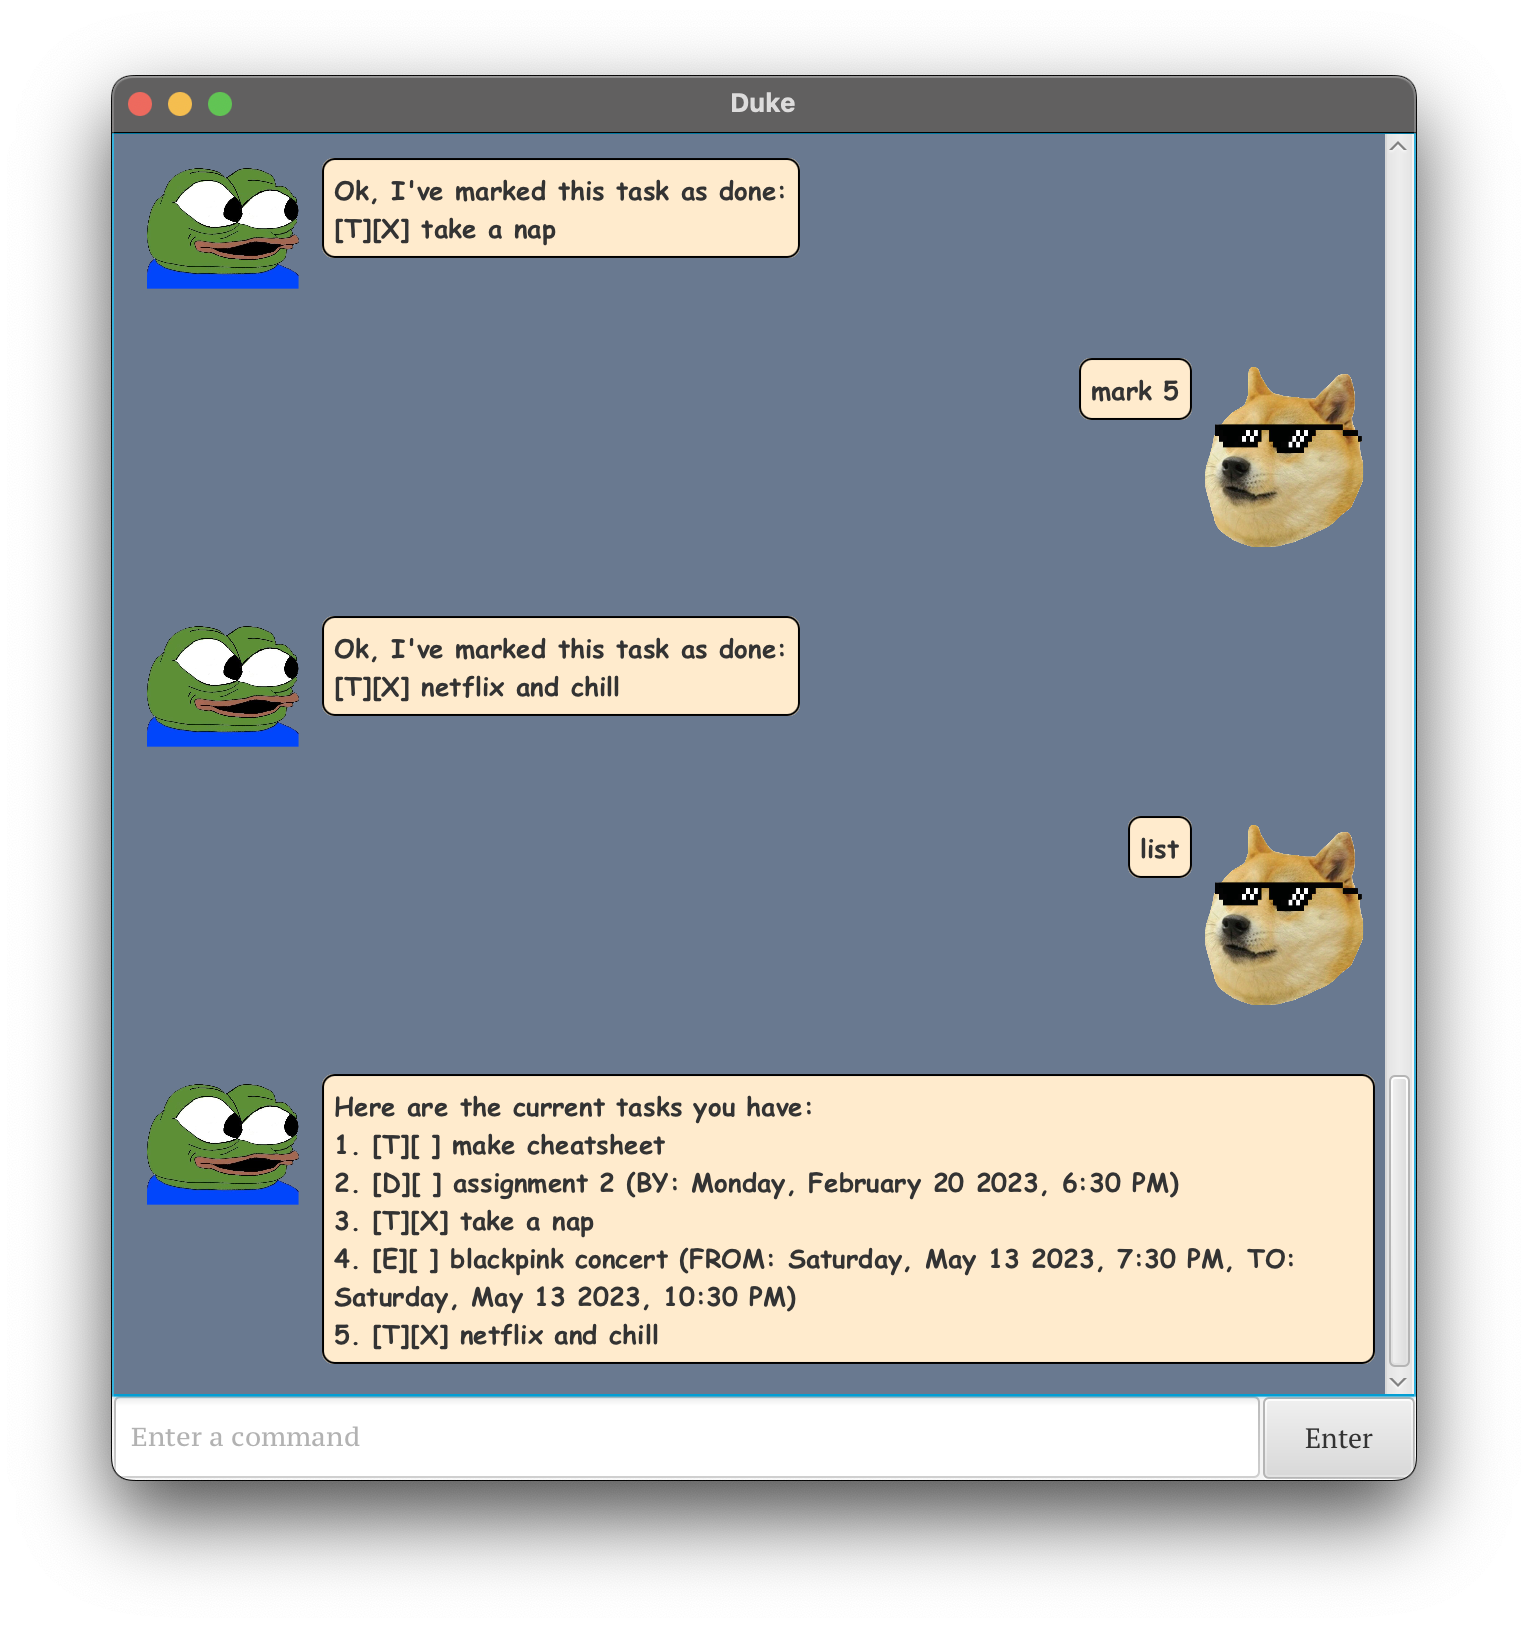 Duke
Ok, I've marked this task as done:
[T][X] take a nap
mark 5
Ok, I've marked this task as done:
[T][X] netflix and chill
list
Here are the current tasks you have:
1. [T][ ] make cheatsheet
2. [D][ ] assignment 2 (BY: Monday, February 20 2023, 6:30 PM)
3. [T][X] take a nap
4. [E][ ] blackpink concert (FROM: Saturday, May 13 2023, 7:30 PM, TO:
Saturday, May 13 2023, 10:30 PM)
5. [T][X] netflix and chill
Enter a command
Enter